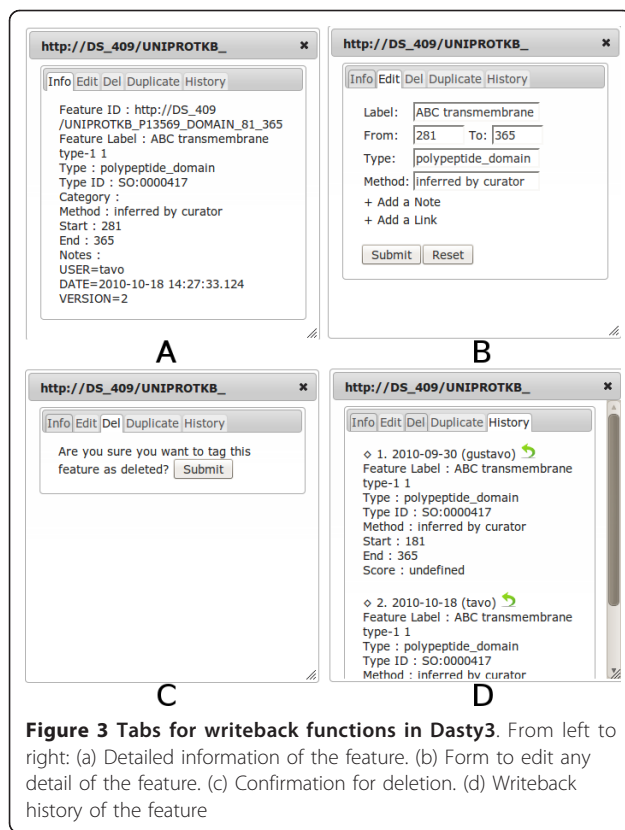 http://DS_409/UNIPROTKB_ ✖
Info Edit Del Duplicate History
Feature ID : http://DS_409
/UNIPROTKB_P13569_DOMAIN_81_365
Feature Label : ABC transmembrane
type-1 1
Type : polypeptide_domain
Type ID : SO:0000417
Category :
Method : inferred by curator
Start : 281
End : 365
Notes :
USER=tavo
DATE=2010-10-18 14:27:33.124
VERSION=2
A
http://DS_409/UNIPROTKB_ ✖
Info Edit Del Duplicate History
Label: ABC transmembrane
From: 281 To: 365
Type: polypeptide_domain
Method: inferred by curator
+ Add a Note
+ Add a Link
Submit Reset
B
http://DS_409/UNIPROTKB_ ✖
Info Edit Del Duplicate History
Are you sure you want to tag this
feature as deleted? Submit
C
http://DS_409/UNIPROTKB_ ✖
Info Edit Del Duplicate History
⋄ 1. 2010-09-30 (gustavo)
Feature Label : ABC transmembrane
type-1 1
Type : polypeptide_domain
Type ID : SO:0000417
Method : inferred by curator
Start : 181
End : 365
Score : undefined
⋄ 2. 2010-10-18 (tavo)
Feature Label : ABC transmembrane
type-1 1
Type : polypeptide_domain
Type ID : SO:0000417
Method : inferred by curator
D
Figure 3 Tabs for writeback functions in Dasty3. From left to
right: (a) Detailed information of the feature. (b) Form to edit any
detail of the feature. (c) Confirmation for deletion. (d) Writeback
history of the feature